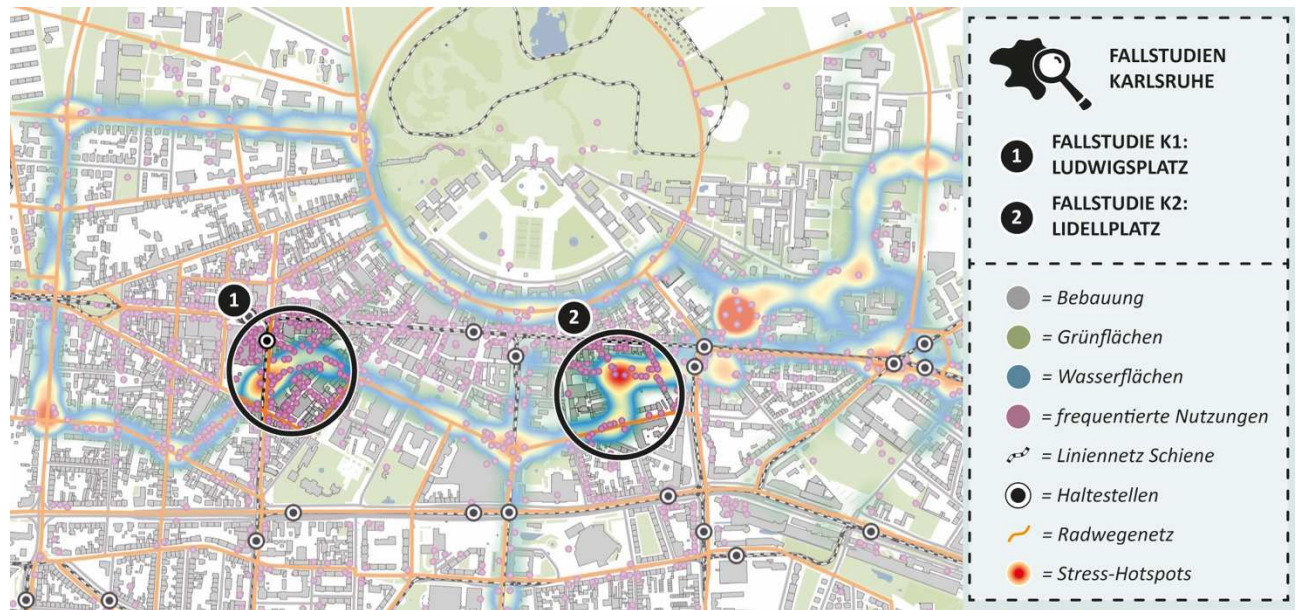 1
2
FALLSTUDIEN
KARLSRUHE
1 FALLSTUDIE K1:
LUDWIGSPLATZ
2 FALLSTUDIE K2:
LIDELLPLATZ
= Bebauung
= Grünflächen
= Wasserflächen
= frequentierte Nutzungen
= Liniennetz Schiene
= Haltestellen
= Radwegenetz
= Stress-Hotspots